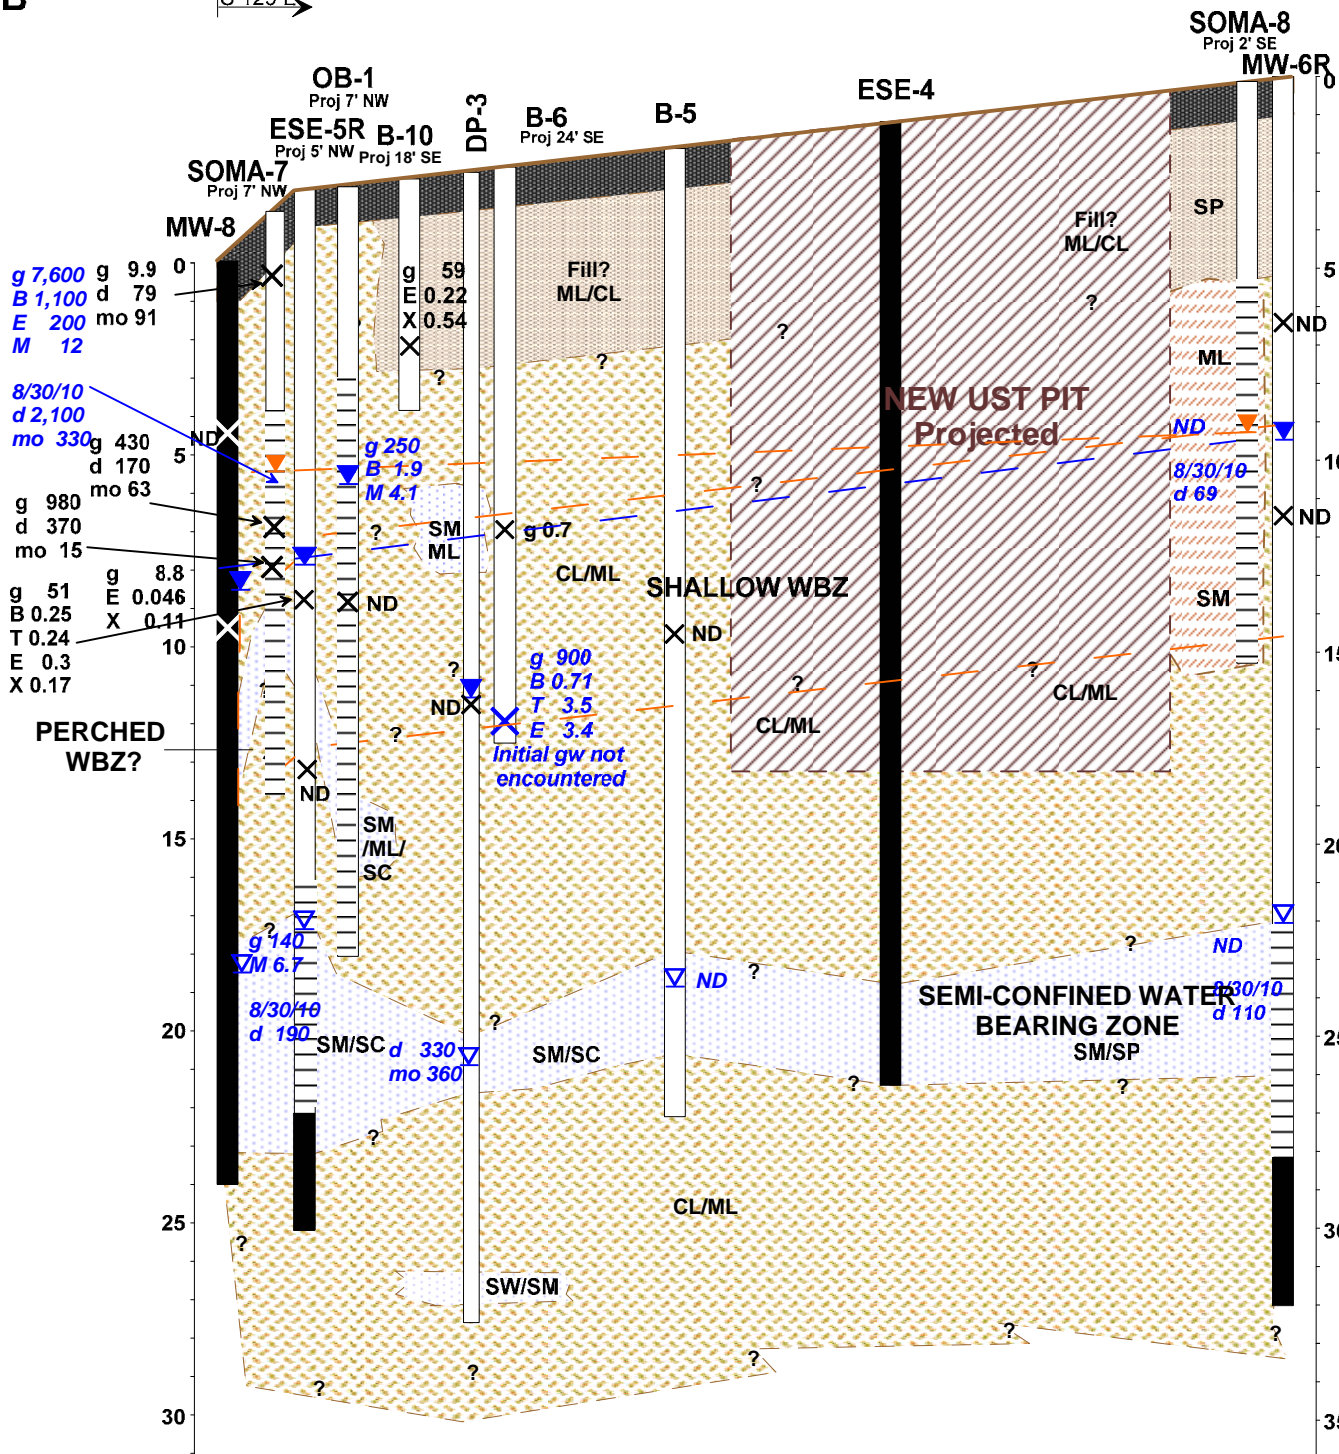 B
S 129 E
SOMA-8
Proj 2' SE
MW-6R
OB-1
Proj 7' NW
ESE-5R
Proj 5' NW
B-10
Proj 18' SE
DP-3
B-6
Proj 24' SE
B-5
ESE-4
SOMA-7
Proj 7' NW
MW-8
0
0
g 7,600
B 1,100
E 200
M 12
g 9.9
d 79
mo 91
g 59
E 0.22
X 0.54
Fill?
ML/CL
Fill?
ML/CL
SP
5
?
?
?
?
ND
ML
8/30/10
d 2,100
mo 330
ND
g 430
d 170
mo 63
5
g 250
B 1.9
M 4.1
NEW UST PIT
Projected
ND
8/30/10
d 69
10
?
ND
g 980
d 370
mo 15
?
SM
ML
g 0.7
CL/ML
SHALLOW WBZ
SM
g 51
B 0.25
T 0.24
E 0.3
X 0.17
g 8.8
E 0.046
X 0.11
ND
ND
10
15
?
?
?
?
CL/ML
CL/ML
g 900
B 0.71
T 3.5
E 3.4
Initial gw not
encountered
ND
?
?
PERCHED
WBZ?
ND
SM
/ML/
SC
15
20
?
g 140
M 6.7
8/30/10
d 190
?
ND
?
ND
SEMI-CONFINED WATER
BEARING ZONE
SM/SP
8/30/10
d 110
20
25
?
SM/SC
d 330
mo 360
SM/SC
?
?
?
CL/ML
25
30
?
SW/SM
?
?
?
?
?
30
35